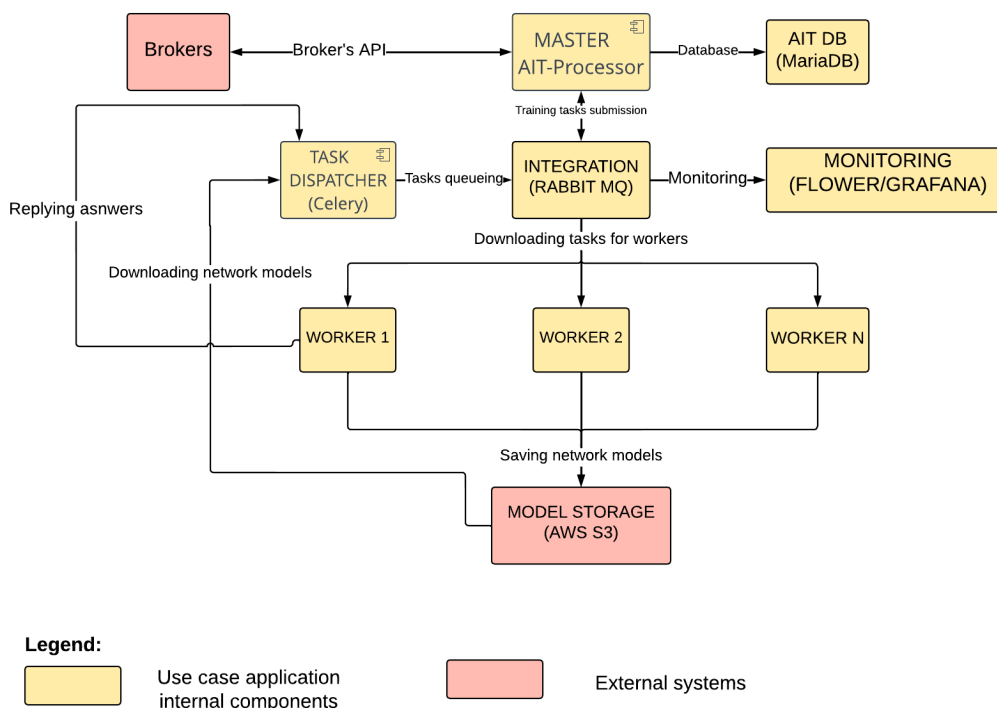 Brokers
Broker's API
MASTER
AIT-Processor
Database
AIT DB
(MariaDB)
Training tasks submission
TASK
DISPATCHER
(Celery)
Tasks queueing
INTEGRATION
(RABBIT MQ)
Monitoring
MONITORING
(FLOWER/GRAFANA)
Replying asnwers
Downloading tasks for workers
Downloading network models
WORKER 1
WORKER 2
WORKER N
Saving network models
MODEL STORAGE
(AWS S3)
Legend:
Use case application
internal components
External systems